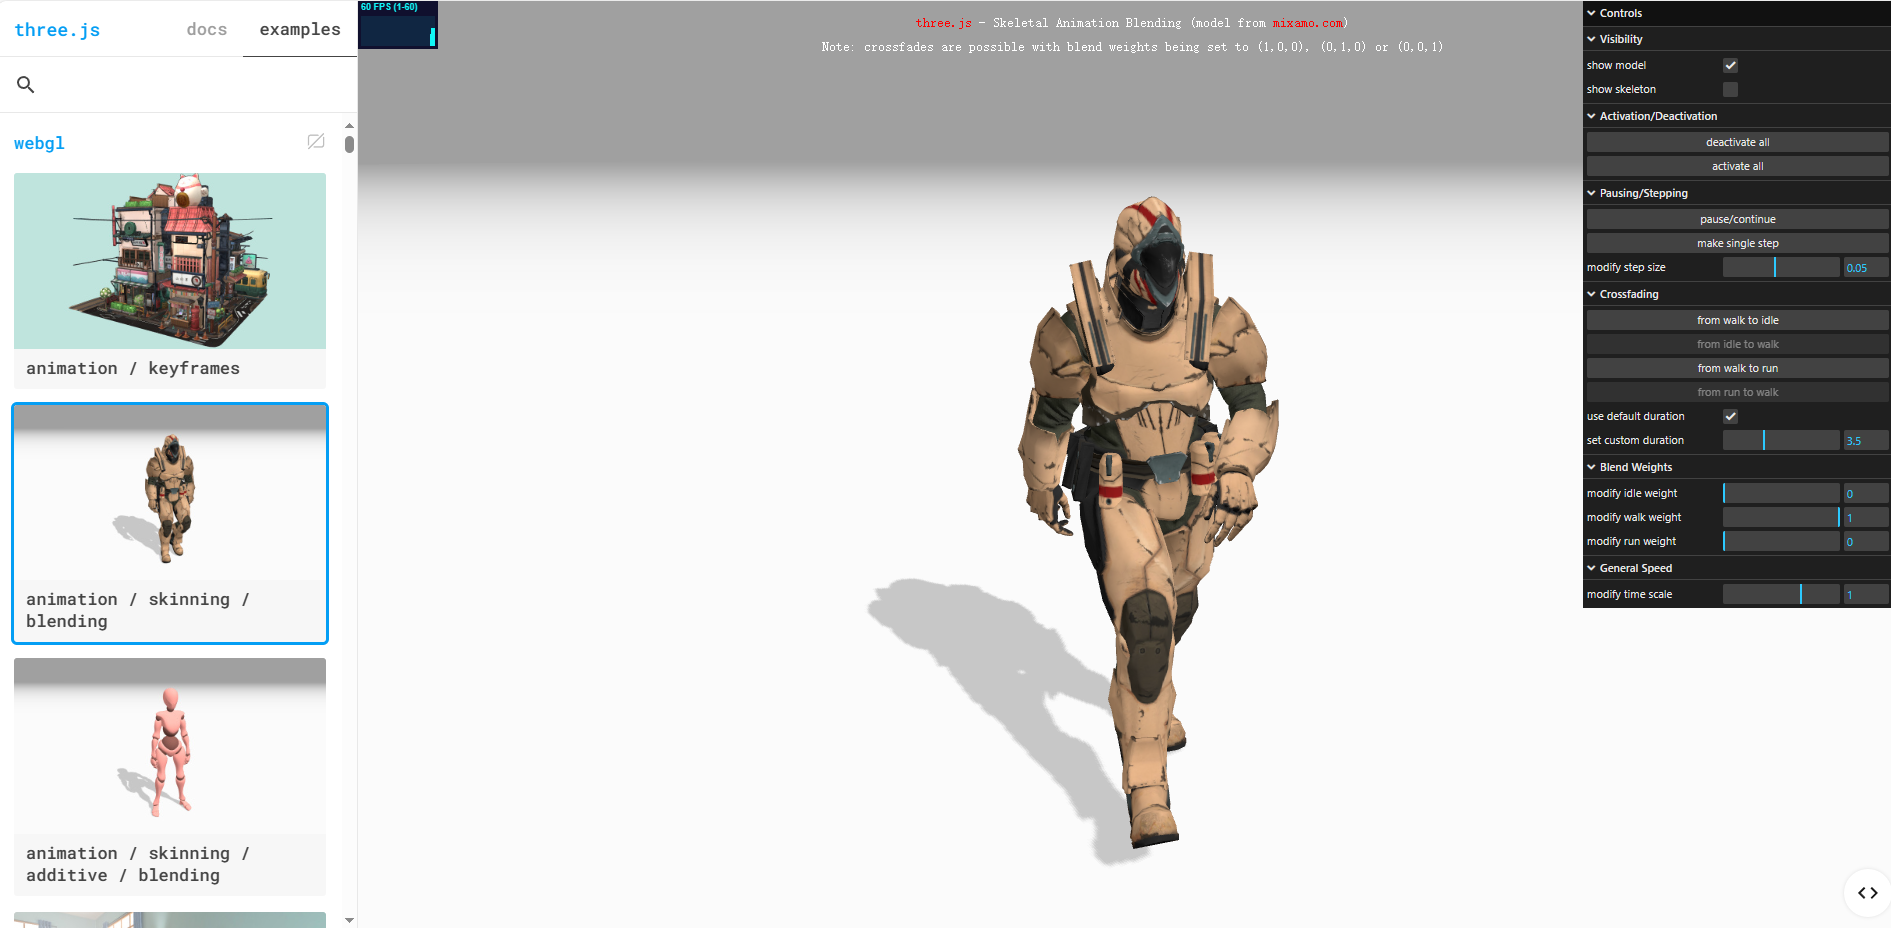 three.js docs examples
webgl
animation / keyframes
animation / skinning /
blending
animation / skinning /
additive / blending
60 FPS (1-60)
three.js - Skeletal Animation Blending (model from mixamo.com)
Note: crossfades are possible with blend weights being set to (1,0,0), (0,1,0) or (0,0,1)
Controls
Visibility
show model
show skeleton
Activation/Deactivation
deactivate all
activate all
Pausing/Stepping
pause/continue
make single step
modify step size 0.05
Crossfading
from walk to idle
from idle to walk
from walk to run
from run to walk
use default duration
set custom duration 3.5
Blend Weights
modify idle weight 0
modify walk weight 1
modify run weight 0
General Speed
modify time scale 1